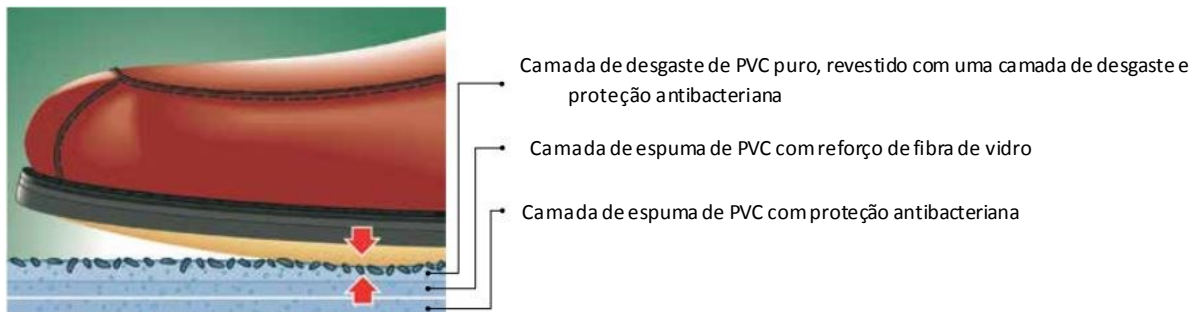 Camada de desgaste de PVC puro, revestido com uma camada de desgaste e
proteção antibacteriana
Camada de espuma de PVC com reforço de fibra de vidro
Camada de espuma de PVC com proteção antibacteriana